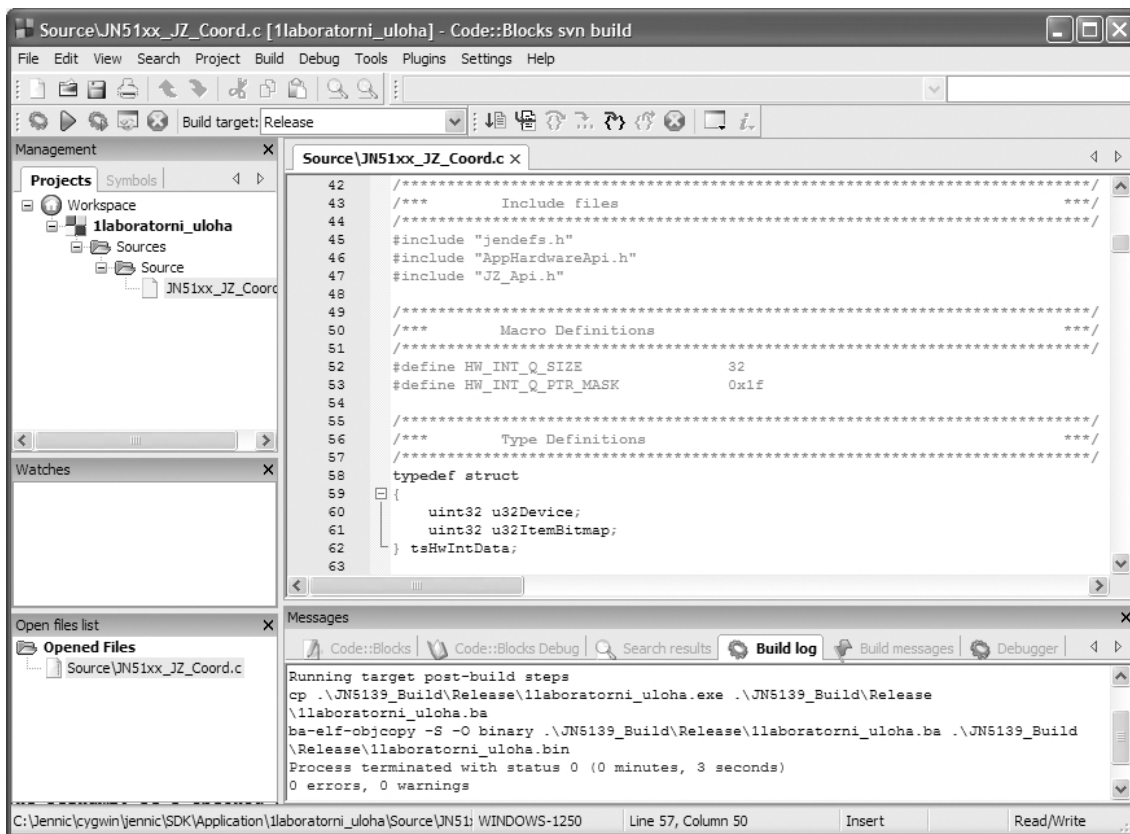 Source\JN51xx_JZ_Coord.c [1laboratorni_uloha] - Code::Blocks svn build
File Edit View Search Project Build Debug Tools Plugins Settings Help
Build target: Release
Management
Projects Symbols
Workspace
1laboratorni_uloha
Sources
Source
JN51xx_JZ_Coord
Watches
Open files list
Opened Files
Source\JN51xx_JZ_Coord.c
Source\JN51xx_JZ_Coord.c
42 /*****************************************************************************/
43 /*** Include files ***/
44 /*****************************************************************************/
45 #include "jendefs.h"
46 #include "AppHardwareApi.h"
47 #include "JZ_Api.h"
48
49 /*****************************************************************************/
50 /*** Macro Definitions ***/
51 /*****************************************************************************/
52 #define HW_INT_Q_SIZE 32
53 #define HW_INT_Q_PTR_MASK 0x1f
54
55 /*****************************************************************************/
56 /*** Type Definitions ***/
57 /*****************************************************************************/
58 typedef struct
59 {
60 uint32 u32Device;
61 uint32 u32ItemBitmap;
62 } tsHwIntData;
63
Messages
Code::Blocks Code::Blocks Debug Search results Build log Build messages Debugger
Running target post-build steps
cp .\JN5139_Build\Release\1laboratorni_uloha.exe .\JN5139_Build\Release
\1laboratorni_uloha.ba
ba-elf-objcopy -S -O binary .\JN5139_Build\Release\1laboratorni_uloha.ba .\JN5139_Build
\Release\1laboratorni_uloha.bin
Process terminated with status 0 (0 minutes, 3 seconds)
0 errors, 0 warnings
C:\Jennic\cygwin\jennic\SDK\Application\1laboratorni_uloha\Source\JN51 WINDOWS-1250 Line 57, Column 50 Insert Read/Write